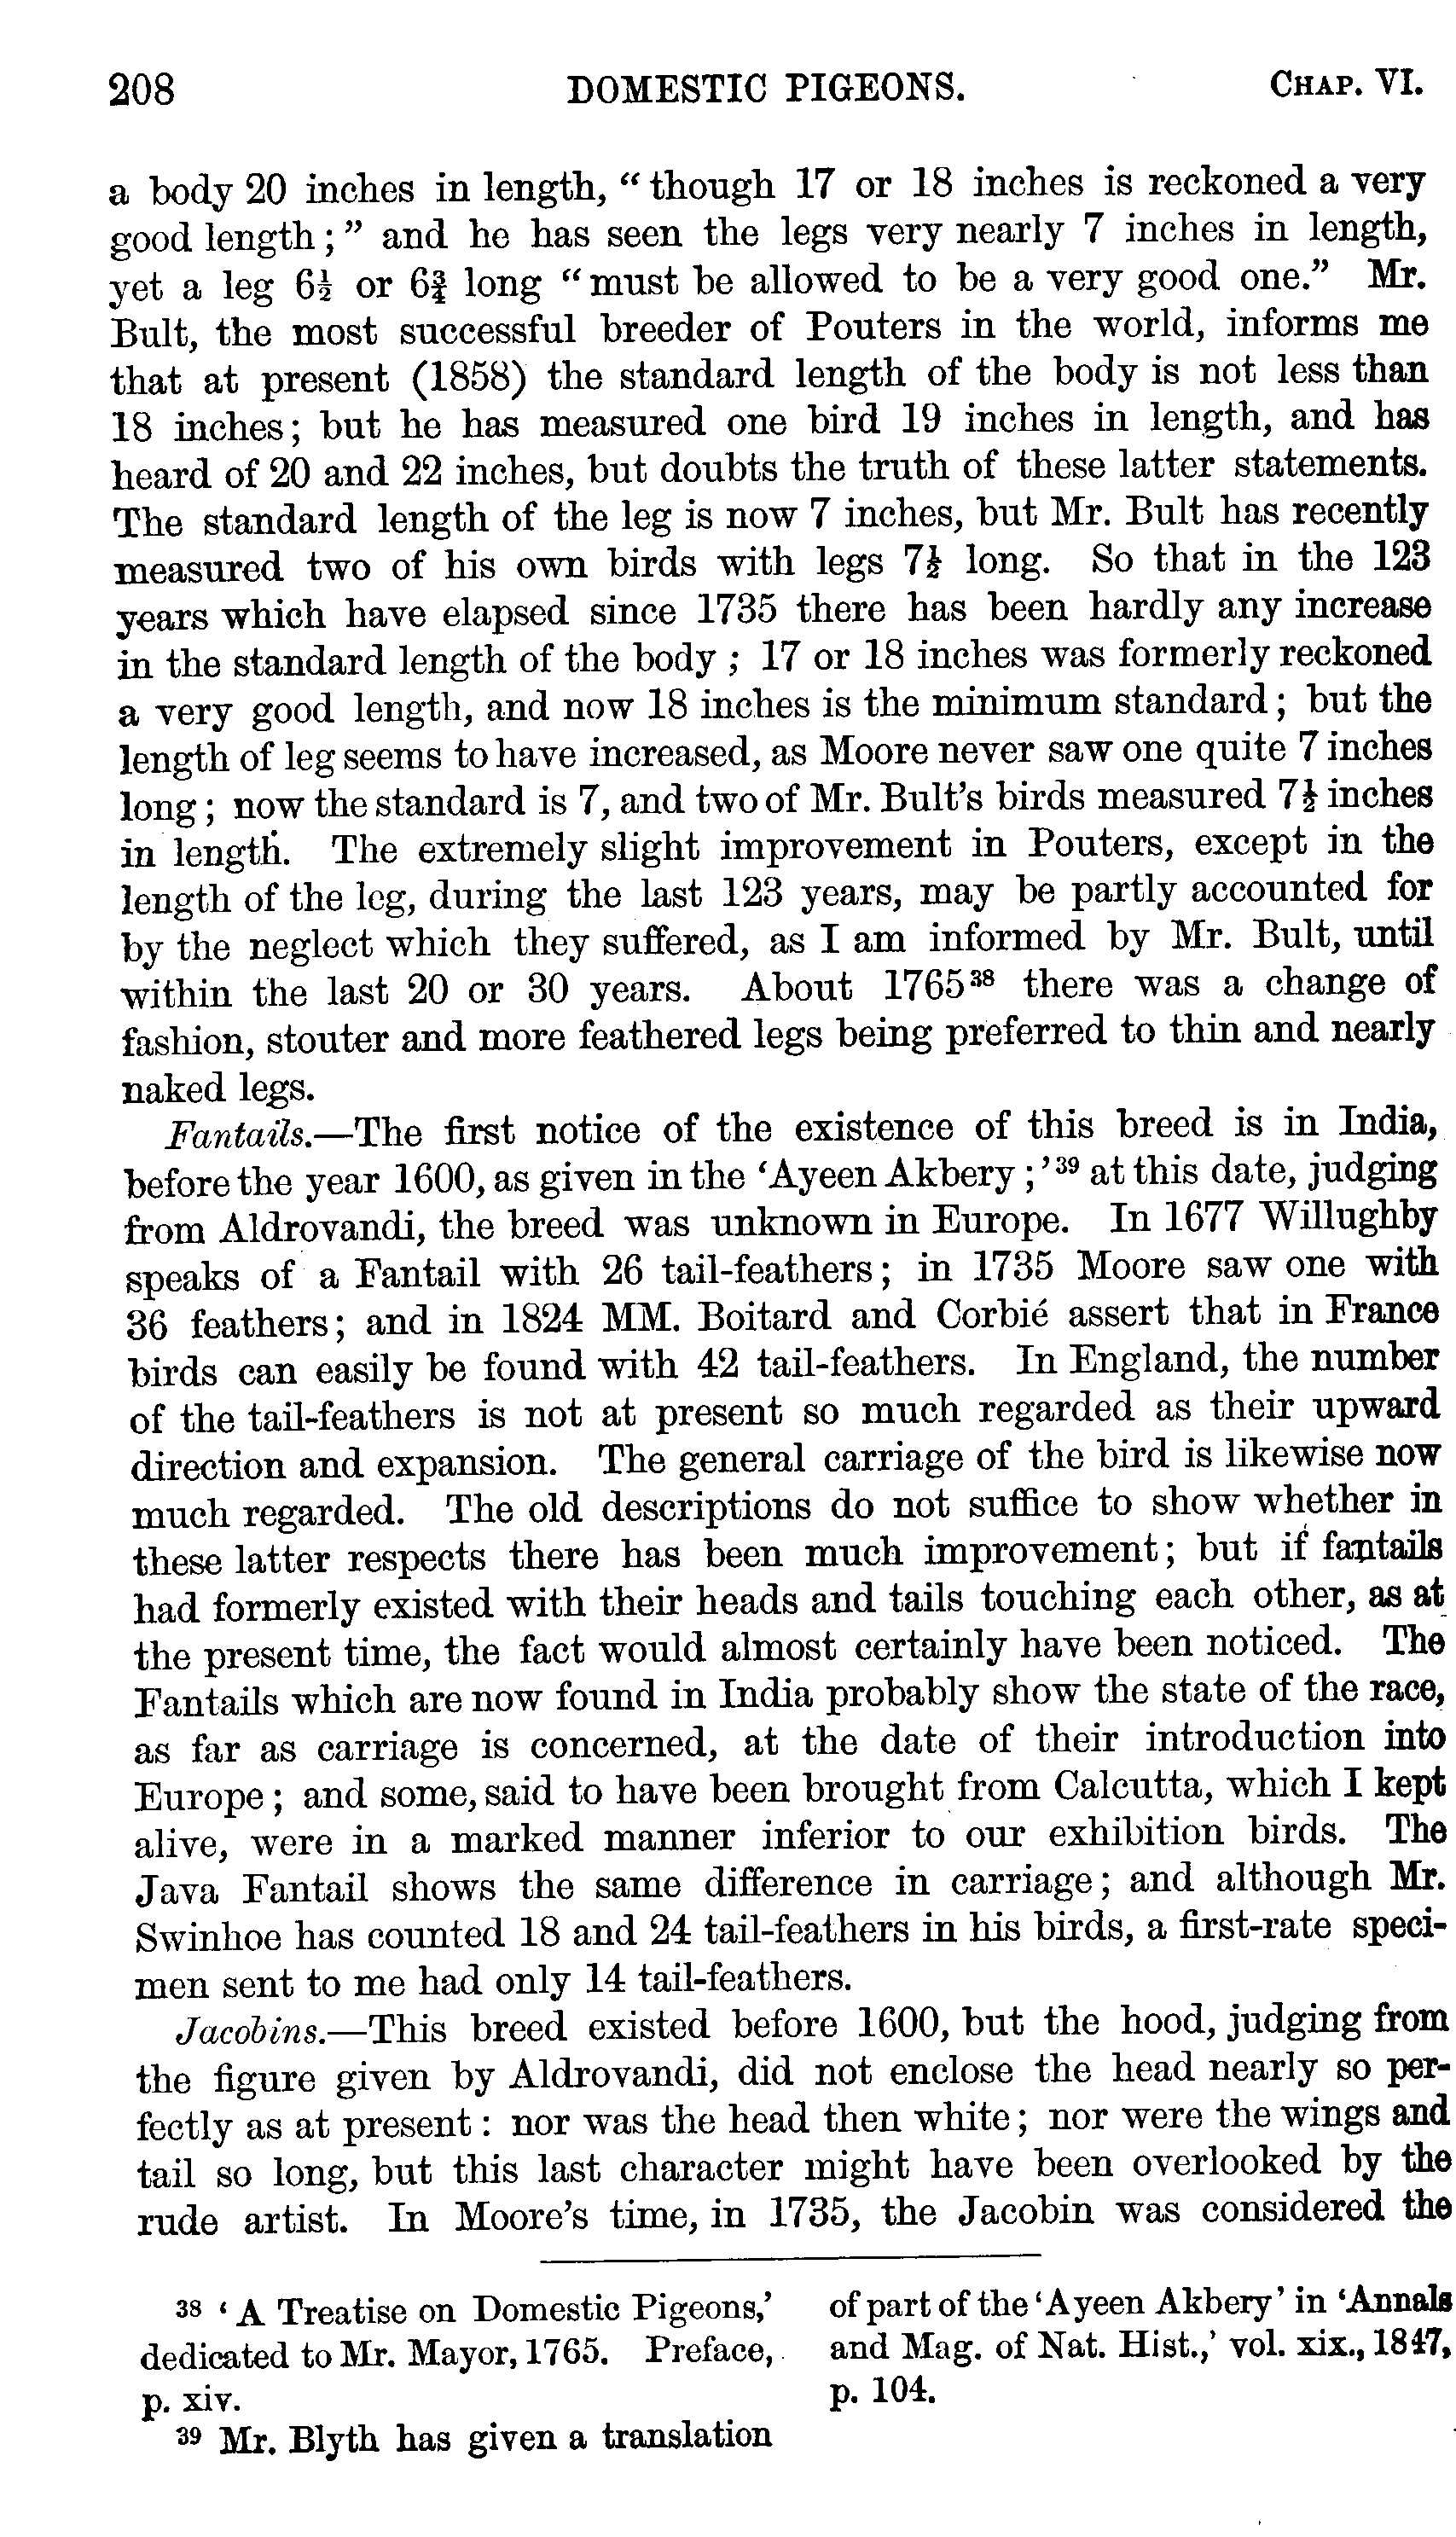 208 DOMESTIC PIGEONS. CHAP. VI.
a body 20 inches in length, “though 17 or 18 inches is reckoned a very
good length;” and he has seen the legs very nearly 7 inches in length,
yet a leg 6½ or 6¾ long “must be allowed to be a very good one.” Mr.
Bult, the most successful breeder of Pouters in the world, informs me
that at present (1858) the standard length of the body is not less than
18 inches; but he has measured one bird 19 inches in length, and has
heard of 20 and 22 inches, but doubts the truth of these latter statements.
The standard length of the leg is now 7 inches, but Mr. Bult has recently
measured two of his own birds with legs 7½ long. So that in the 123
years which have elapsed since 1735 there has been hardly any increase
in the standard length of the body; 17 or 18 inches was formerly reckoned
a very good length, and now 18 inches is the minimum standard; but the
length of leg seems to have increased, as Moore never saw one quite 7 inches
long; now the standard is 7, and two of Mr. Bult’s birds measured 7½ inches
in length. The extremely slight improvement in Pouters, except in the
length of the leg, during the last 123 years, may be partly accounted for
by the neglect which they suffered, as I am informed by Mr. Bult, until
within the last 20 or 30 years. About 1765³⁸ there was a change of
fashion, stouter and more feathered legs being preferred to thin and nearly
naked legs.
Fantails.—The first notice of the existence of this breed is in India,
before the year 1600, as given in the ‘Ayeen Akbery;’³⁹ at this date, judging
from Aldrovandi, the breed was unknown in Europe. In 1677 Willughby
speaks of a Fantail with 26 tail-feathers; in 1735 Moore saw one with
36 feathers; and in 1824 MM. Boitard and Corbié assert that in France
birds can easily be found with 42 tail-feathers. In England, the number
of the tail-feathers is not at present so much regarded as their upward
direction and expansion. The general carriage of the bird is likewise now
much regarded. The old descriptions do not suffice to show whether in
these latter respects there has been much improvement; but if fantails
had formerly existed with their heads and tails touching each other, as at
the present time, the fact would almost certainly have been noticed. The
Fantails which are now found in India probably show the state of the race,
as far as carriage is concerned, at the date of their introduction into
Europe; and some, said to have been brought from Calcutta, which I kept
alive, were in a marked manner inferior to our exhibition birds. The
Java Fantail shows the same difference in carriage; and although Mr.
Swinhoe has counted 18 and 24 tail-feathers in his birds, a first-rate speci-
men sent to me had only 14 tail-feathers.
Jacobins.—This breed existed before 1600, but the hood, judging from
the figure given by Aldrovandi, did not enclose the head nearly so per-
fectly as at present: nor was the head then white; nor were the wings and
tail so long, but this last character might have been overlooked by the
rude artist. In Moore’s time, in 1735, the Jacobin was considered the
³⁸ ‘A Treatise on Domestic Pigeons,’
dedicated to Mr. Mayor, 1765. Preface,
p. xiv.
³⁹ Mr. Blyth has given a translation
of part of the ‘Ayeen Akbery’ in ‘Annals
and Mag. of Nat. Hist.,’ vol. xix., 1847,
p. 104.